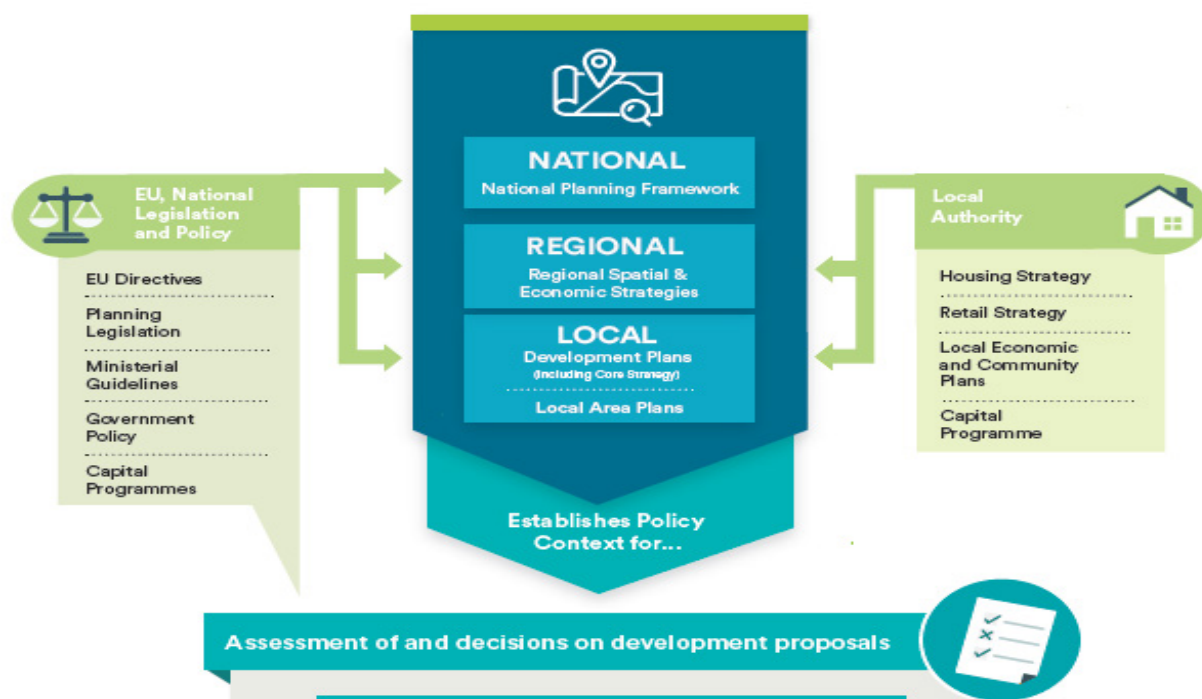 NATIONAL
National Planning Framework
REGIONAL
Regional Spatial &
Economic Strategies
LOCAL
Development Plans
(Including Core Strategy)
Local Area Plans
EU, National
Legislation
and Policy
EU Directives
Planning
Legislation
Ministerial
Guidelines
Government
Policy
Capital
Programmes
Local
Authority
Housing Strategy
Retail Strategy
Local Economic
and Community
Plans
Capital
Programme
Establishes Policy
Context for...
Assessment of and decisions on development proposals